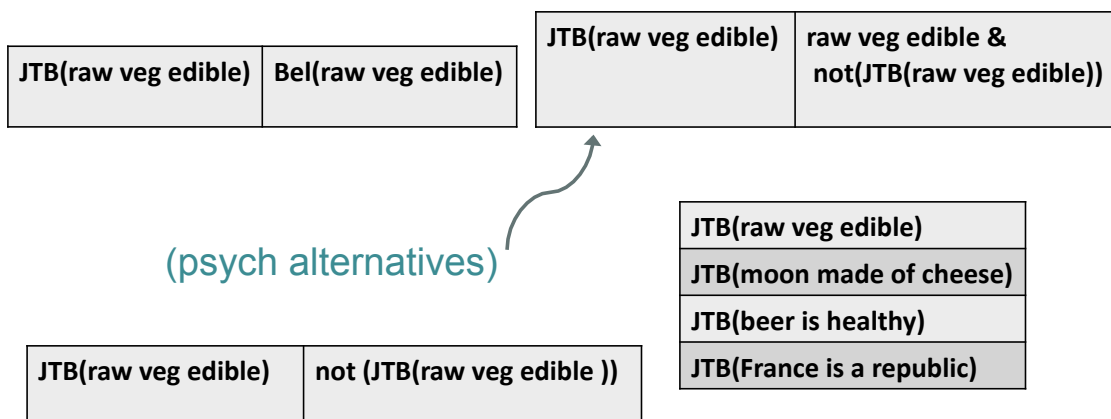 JTB(raw veg edible) Bel(raw veg edible)
JTB(raw veg edible) raw veg edible &
not(JTB(raw veg edible))
(psych alternatives)
JTB(raw veg edible)
JTB(moon made of cheese)
JTB(beer is healthy)
JTB(France is a republic)
JTB(raw veg edible) not (JTB(raw veg edible ))